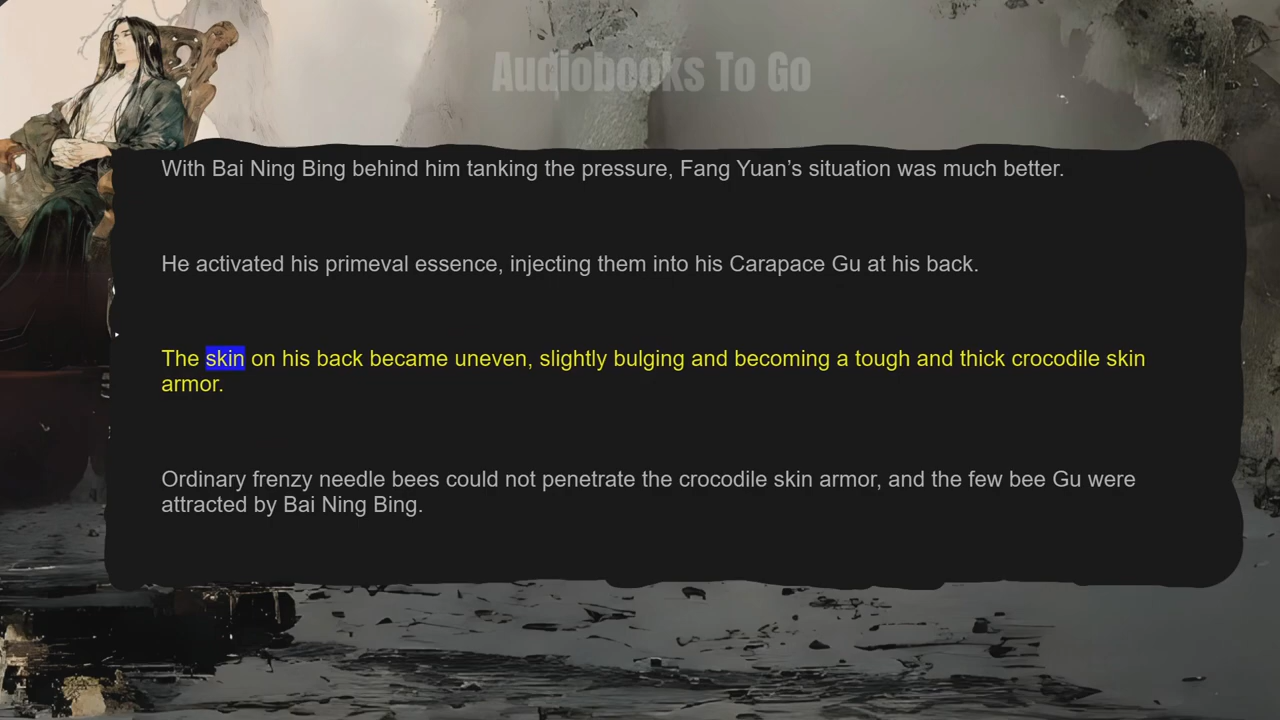 Audiobooks To Go
With Bai Ning Bing behind him tanking the pressure, Fang Yuan’s situation was much better.
He activated his primeval essence, injecting them into his Carapace Gu at his back.
The skin on his back became uneven, slightly bulging and becoming a tough and thick crocodile skin
armor.
Ordinary frenzy needle bees could not penetrate the crocodile skin armor, and the few bee Gu were
attracted by Bai Ning Bing.